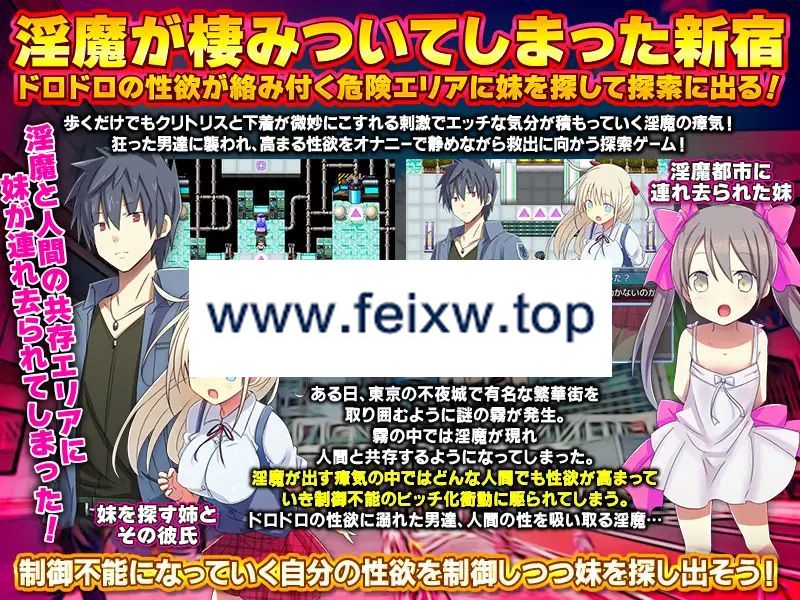 淫魔が棲みついてしまった新宿
ドロドロの性欲が絡み付く危険エリアに妹を探して探索に出る!
歩くだけでもクリトリスと下着が微妙にこすれる刺激でエッチな気分が積もっていく淫魔の瘴気!
狂った男達に襲われ、高まる性欲をオナニーで静めながら救出に向かう探索ゲーム!
淫魔と人間の共存エリアに
妹が連れ去られてしまった!
淫魔都市に
連れ去られた妹
www.feixw.top
ある日、東京の不夜城で有名な繁華街を
取り囲むように謎の霧が発生。
霧の中では淫魔が現れ
人間と共存するようになってしまった。
淫魔が出す瘴気の中ではどんな人間でも性欲が高まって
いき制御不能のビッチ化衝動に駆られてしまう。
ドロドロの性欲に溺れた男達、人間の性を吸い取る淫魔…
妹を探す姉と
その彼氏
制御不能になっていく自分の性欲を制御しつつ妹を探し出そう!